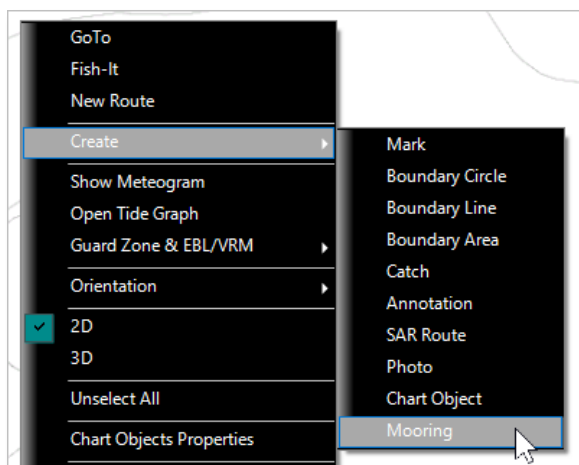 GoTo
Fish-It
New Route
Create
Show Meteogram
Open Tide Graph
Guard Zone & EBL/VRM
Orientation
2D
3D
Unselect All
Chart Objects Properties
Mark
Boundary Circle
Boundary Line
Boundary Area
Catch
Annotation
SAR Route
Photo
Chart Object
Mooring